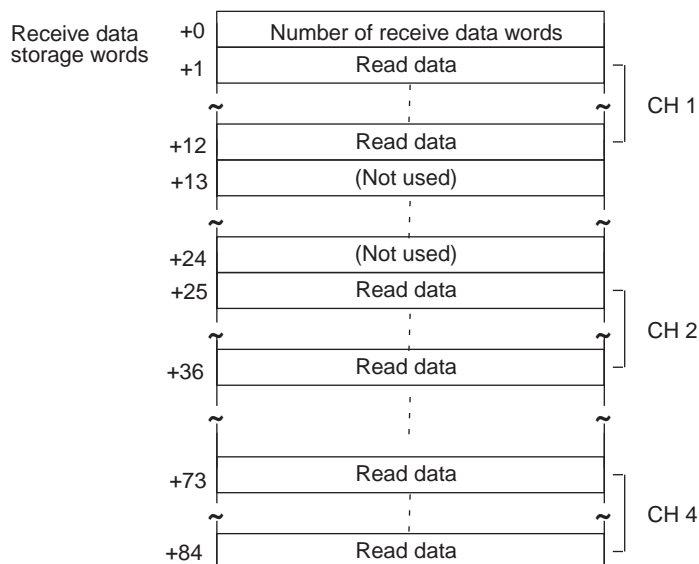 Receive data
storage words
+0 Number of receive data words
+1 Read data
CH 1
+12 Read data
+13 (Not used)
+24 (Not used)
+25 Read data
CH 2
+36 Read data
+73 Read data
CH 4
+84 Read data